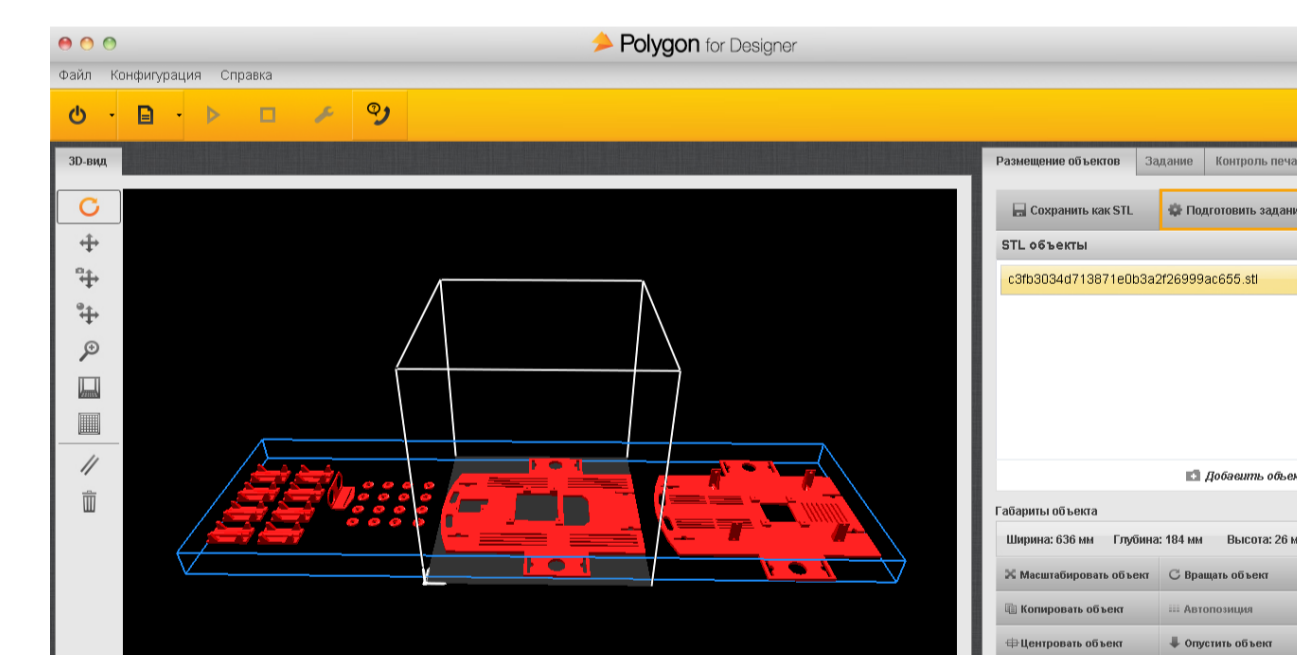 Polygon for Designer
Файл Конфигурация Справка
3D-вид
Размещение объектов Задание Контроль печа
Сохранить как STL Подготовить задани
STL объекты
c3fb3034d713871e0b3a2f26999ac655.stl
Добавить объек
Габариты объекта
Ширина: 636 мм Глубина: 184 мм Высота: 26 м
Масштабировать объект Вращать объект
Копировать объект Автопозиция
Центровать объект Опустить объект